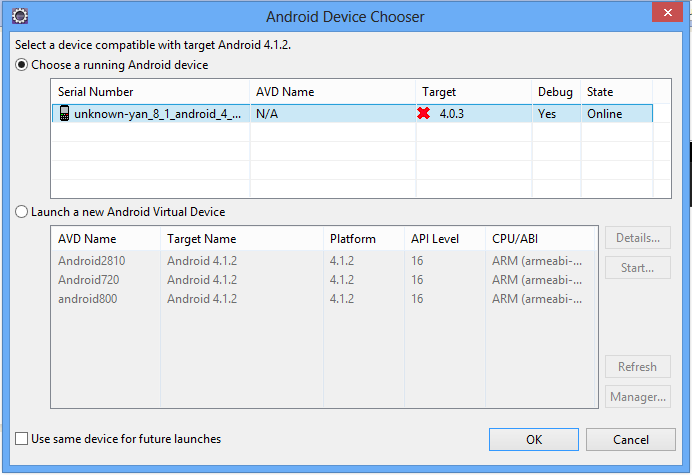 Android Device Chooser
Select a device compatible with target Android 4.1.2.
Choose a running Android device
Serial Number AVD Name Target Debug State
unknown-yan_8_1_android_4_... N/A 4.0.3 Yes Online
Launch a new Android Virtual Device
AVD Name Target Name Platform API Level CPU/ABI
Android2810 Android 4.1.2 4.1.2 16 ARM (armeabi-...
Android720 Android 4.1.2 4.1.2 16 ARM (armeabi-...
android800 Android 4.1.2 4.1.2 16 ARM (armeabi-...
Details...
Start...
Refresh
Manager...
Use same device for future launches
OK Cancel